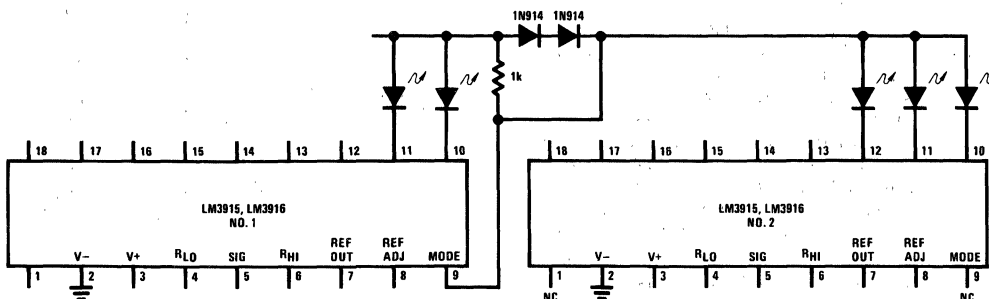 1N914 1N914
1k
18 17 16 15 14 13 12 11 10
18 17 16 15 14 13 12 11 10
LM3915, LM3916
NO. 1
LM3915, LM3916
NO. 2
V– V+ RLO SIG RHI REF OUT REF ADJ MODE
V– V+ RLO SIG RHI REF OUT REF ADJ MODE
1 2 3 4 5 6 7 8 9
1 2 3 4 5 6 7 8 9
NC NC